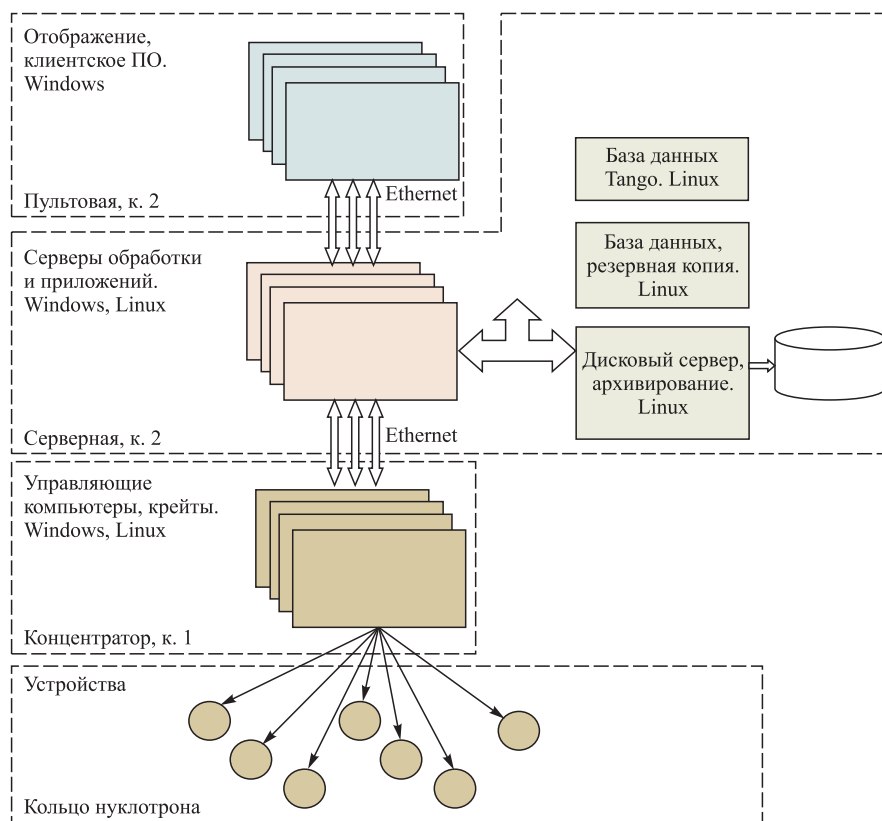 Отображение,
клиентское ПО.
Windows
Ethernet
Пультовая, к. 2
База данных
Tango. Linux
Серверы обработки
и приложений.
Windows, Linux
База данных,
резервная копия.
Linux
Дисковый сервер,
архивирование.
Linux
Ethernet
Серверная, к. 2
Управляющие
компьютеры, крейты.
Windows, Linux
Концентратор, к. 1
Устройства
Кольцо нуклотрона